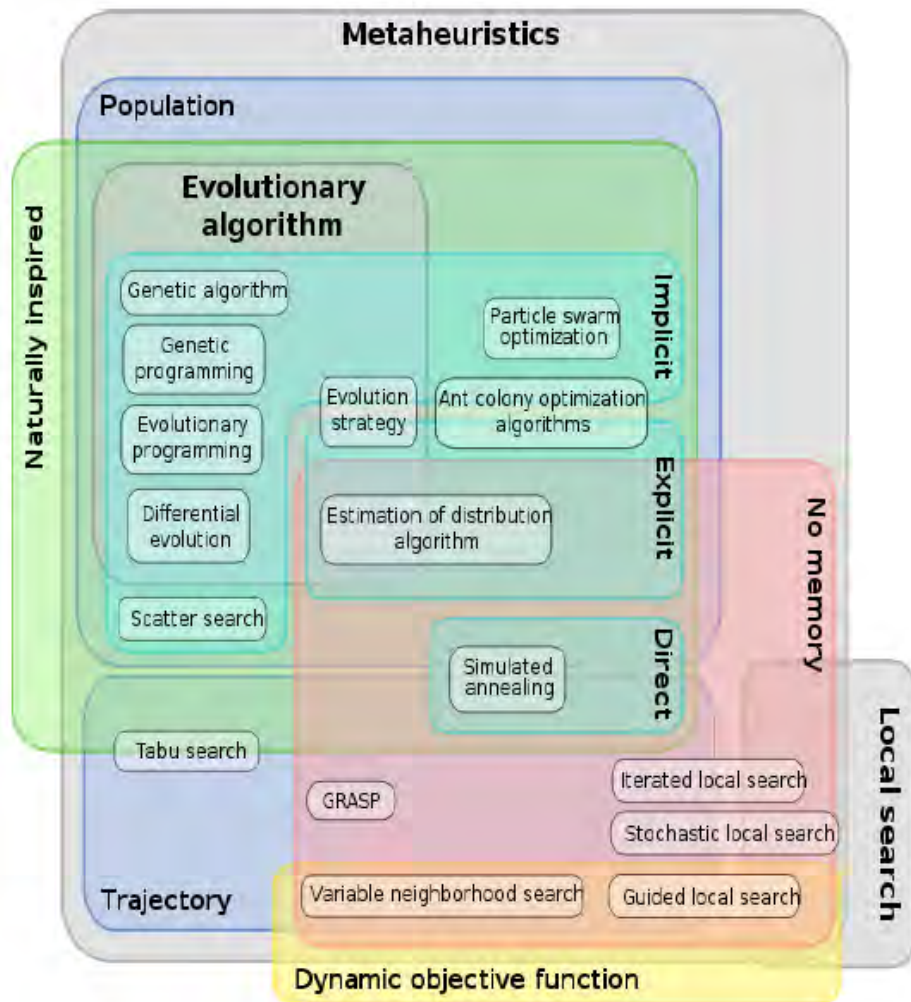 Metaheuristics
Population
Naturally inspired
Evolutionary
algorithm
Genetic algorithm
Implicit
Particle swarm
optimization
Genetic
programming
Evolution
strategy
Ant colony optimization
algorithms
Evolutionary
programming
Explicit
No memory
Differential
evolution
Estimation of distribution
algorithm
Scatter search
Direct
Simulated
annealing
Local search
Tabu search
Iterated local search
GRASP
Stochastic local search
Trajectory
Variable neighborhood search
Guided local search
Dynamic objective function